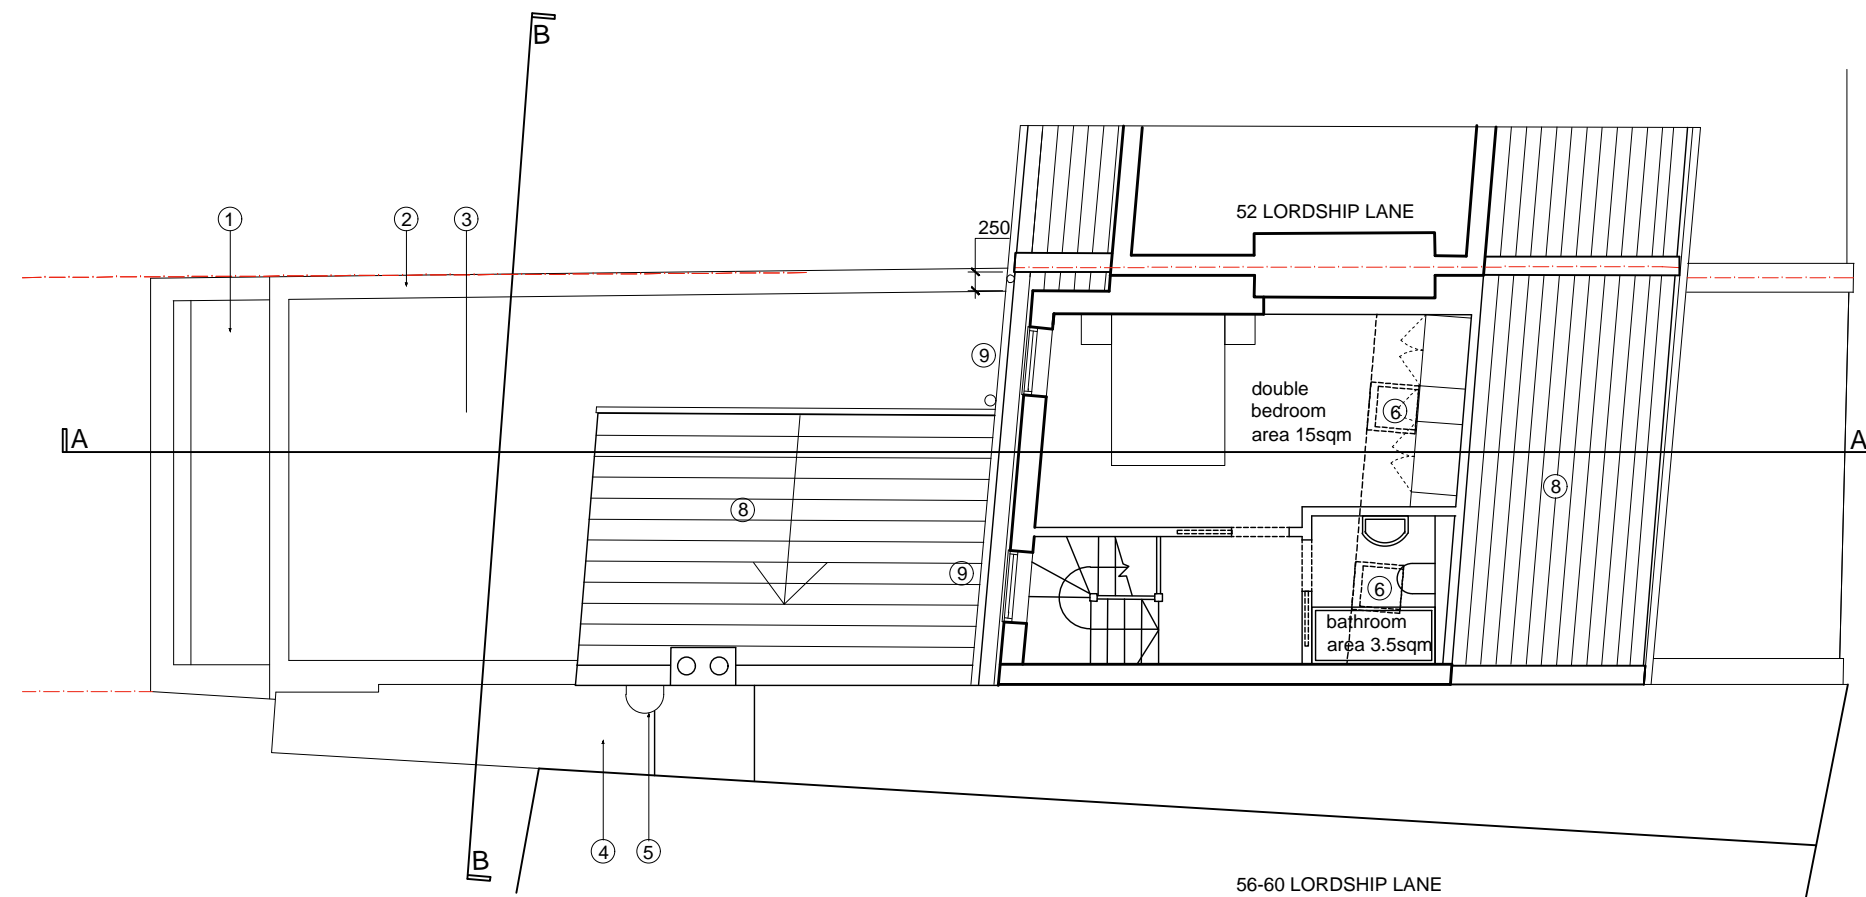 B
52 LORDSHIP LANE
1
2
3
250
9
double
bedroom
area 15sqm
6
A
A
8
8
9
6
bathroom
area 3.5sqm
4
5
B
56-60 LORDSHIP LANE